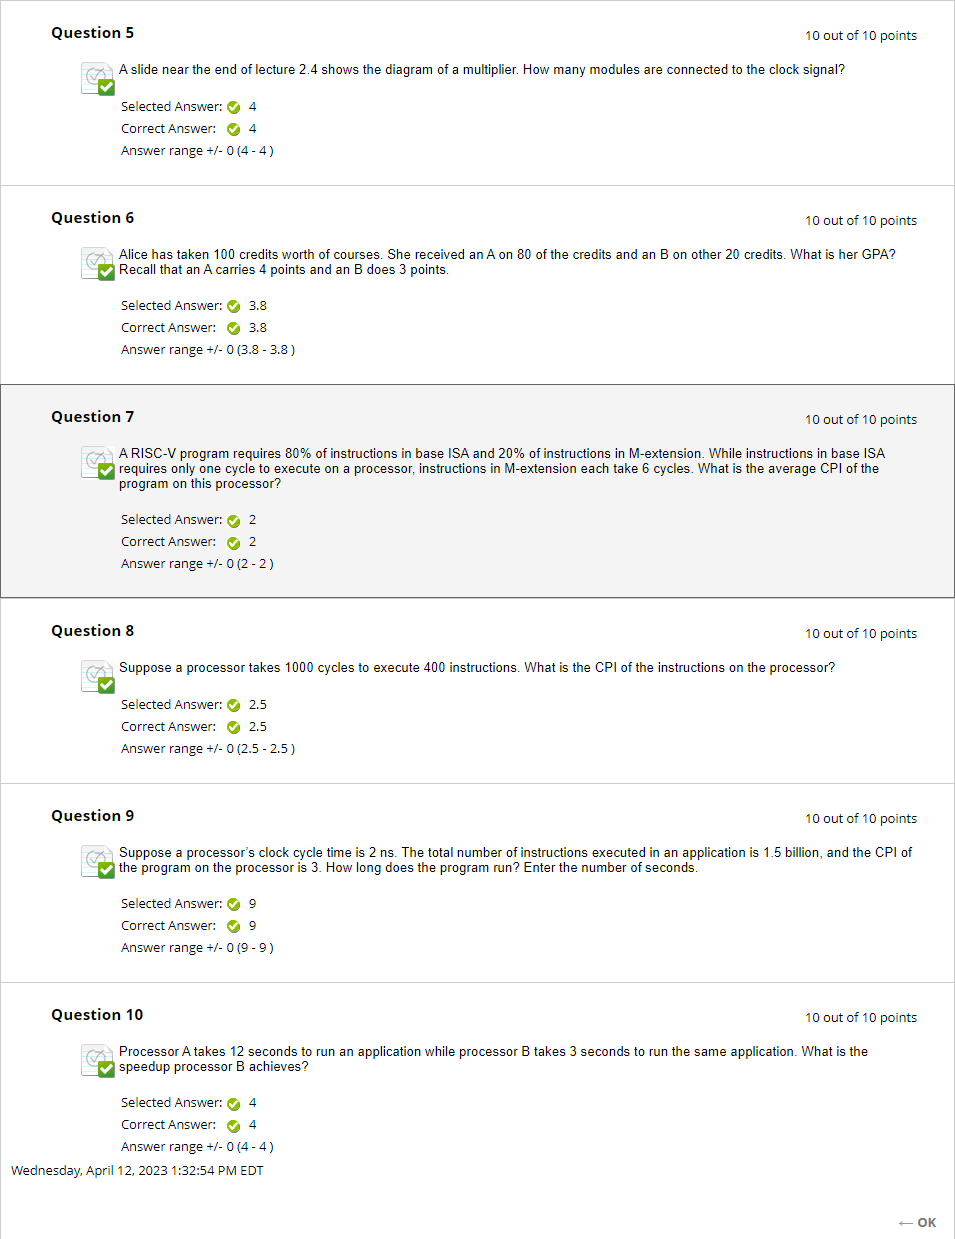 Question 5
10 out of 10 points
A slide near the end of lecture 2.4 shows the diagram of a multiplier. How many modules are connected to the clock signal?
Selected Answer: 4
Correct Answer: 4
Answer range +/- 0 (4 - 4 )
Question 6
10 out of 10 points
Alice has taken 100 credits worth of courses. She received an A on 80 of the credits and an B on other 20 credits. What is her GPA?
Recall that an A carries 4 points and an B does 3 points.
Selected Answer: 3.8
Correct Answer: 3.8
Answer range +/- 0 (3.8 - 3.8 )
Question 7
10 out of 10 points
A RISC-V program requires 80% of instructions in base ISA and 20% of instructions in M-extension. While instructions in base ISA
requires only one cycle to execute on a processor, instructions in M-extension each take 6 cycles. What is the average CPI of the
program on this processor?
Selected Answer: 2
Correct Answer: 2
Answer range +/- 0 (2 - 2 )
Question 8
10 out of 10 points
Suppose a processor takes 1000 cycles to execute 400 instructions. What is the CPI of the instructions on the processor?
Selected Answer: 2.5
Correct Answer: 2.5
Answer range +/- 0 (2.5 - 2.5 )
Question 9
10 out of 10 points
Suppose a processor's clock cycle time is 2 ns. The total number of instructions executed in an application is 1.5 billion, and the CPI of
the program on the processor is 3. How long does the program run? Enter the number of seconds.
Selected Answer: 9
Correct Answer: 9
Answer range +/- 0 (9 - 9 )
Question 10
10 out of 10 points
Processor A takes 12 seconds to run an application while processor B takes 3 seconds to run the same application. What is the
speedup processor B achieves?
Selected Answer: 4
Correct Answer: 4
Answer range +/- 0 (4 - 4 )
Wednesday, April 12, 2023 1:32:54 PM EDT
← OK